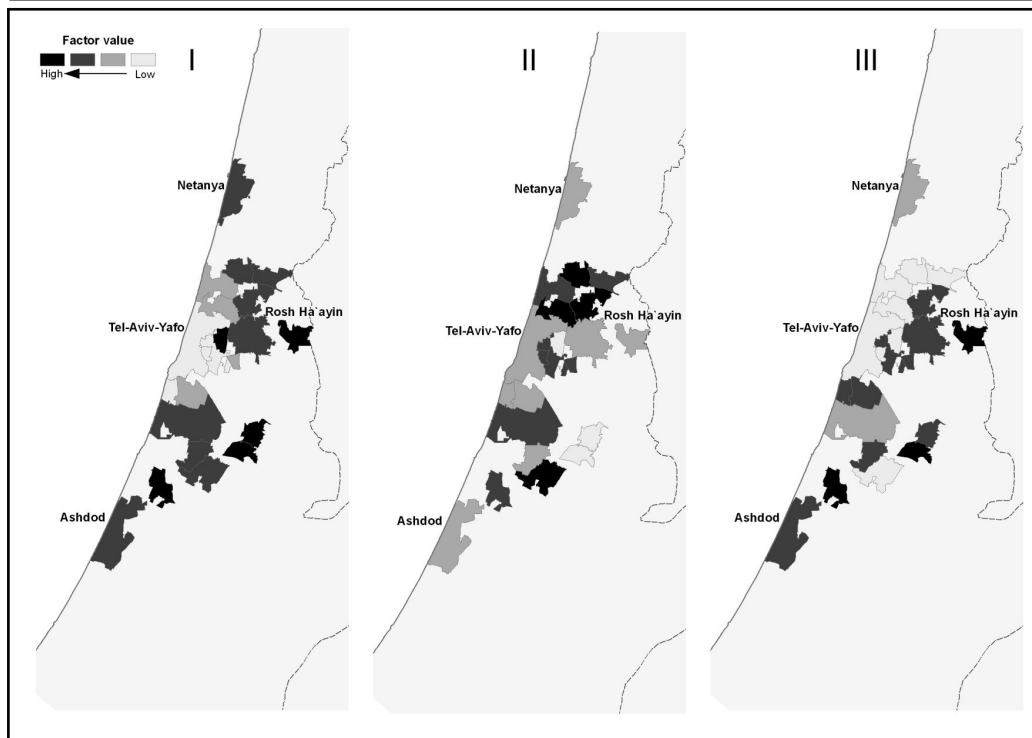 Factor value
High Low
I
Netanya
Tel-Aviv-Yafo
Rosh Ha`ayin
Ashdod
II
Netanya
Tel-Aviv-Yafo
Rosh Ha`ayin
Ashdod
III
Netanya
Tel-Aviv-Yafo
Rosh Ha`ayin
Ashdod